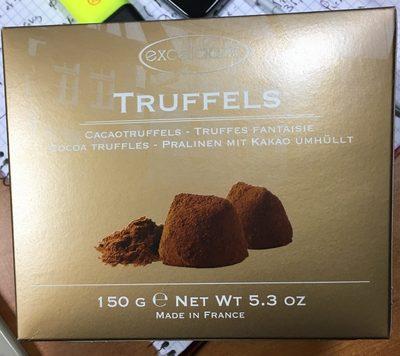 TRUFFELS
CACAOTRUFFELS - TRUFFES FANTAISIE
COCOA TRUFFLES - PRALINEN MIT KAKAO UMHÜLLT
150 G ℮ NET WT 5.3 OZ
MADE IN FRANCE